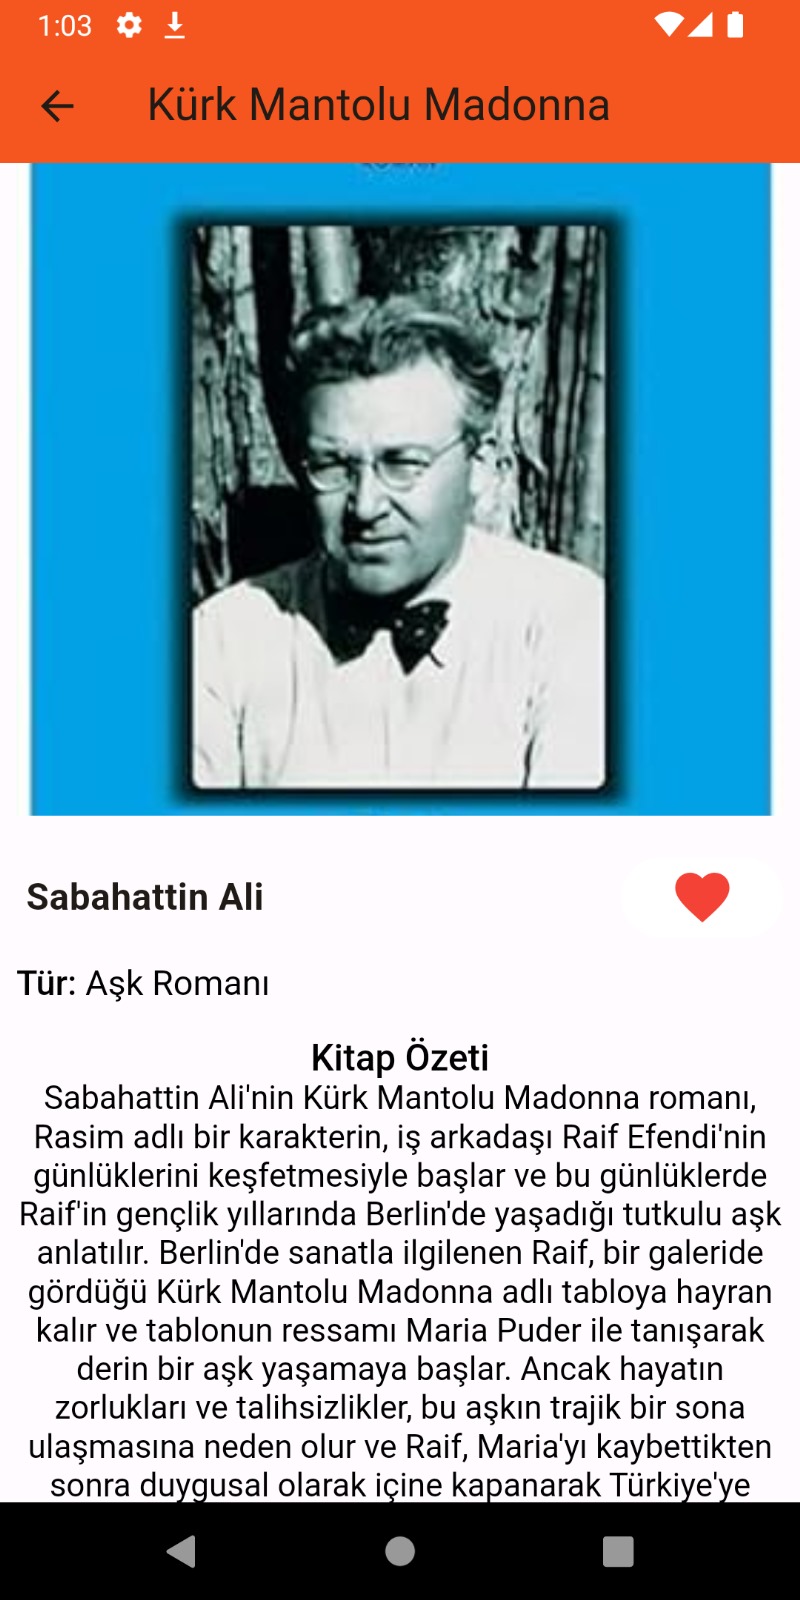 1:03
Kürk Mantolu Madonna
Sabahattin Ali
Tür: Aşk Romanı
Kitap Özeti
Sabahattin Ali'nin Kürk Mantolu Madonna romanı,
Rasim adlı bir karakterin, iş arkadaşı Raif Efendi'nin
günlüklerini keşfetmesiyle başlar ve bu günlüklerde
Raif'in gençlik yıllarında Berlin'de yaşadığı tutkulu aşk
anlatılır. Berlin'de sanatla ilgilenen Raif, bir galeride
gördüğü Kürk Mantolu Madonna adlı tabloya hayran
kalır ve tablonun ressamı Maria Puder ile tanışarak
derin bir aşk yaşamaya başlar. Ancak hayatın
zorlukları ve talihsizlikler, bu aşkın trajik bir sona
ulaşmasına neden olur ve Raif, Maria'yı kaybettikten
sonra duygusal olarak içine kapanarak Türkiye'ye